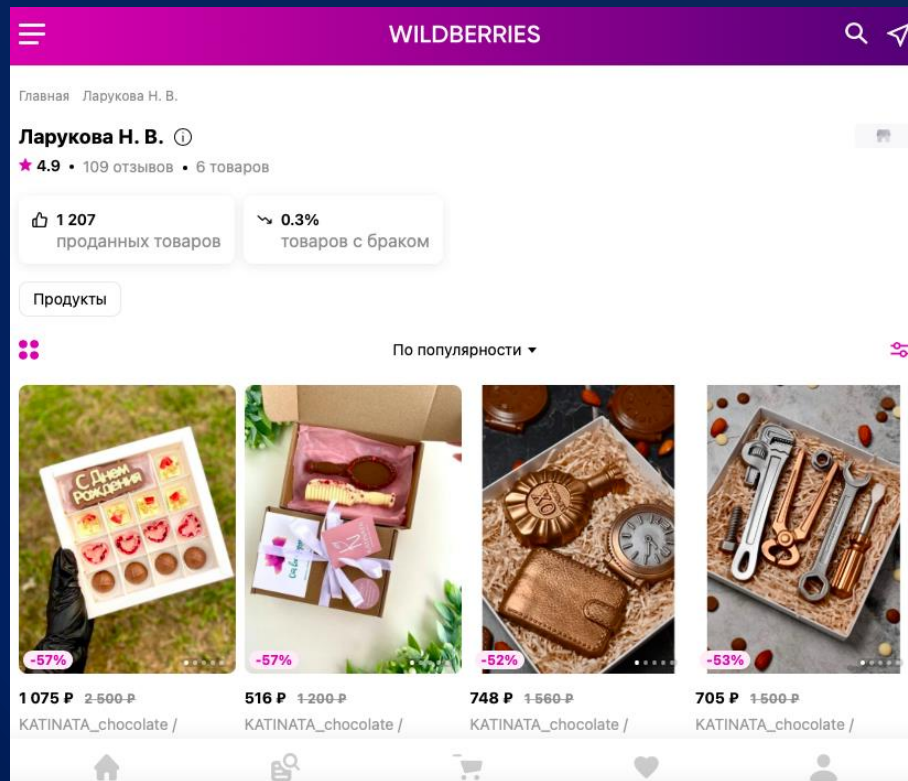 WILDBERRIES
Главная Ларукова Н. В.
Ларукова Н. В.
4.9 • 109 отзывов • 6 товаров
1 207
проданных товаров
0.3%
товаров с браком
Продукты
По популярности
С Днем
Рождения
XO
-57%
-57%
-52%
-53%
1 075 ₽ 2 500 ₽
516 ₽ 1 200 ₽
748 ₽ 1 560 ₽
705 ₽ 1 500 ₽
KATINATA_chocolate /
KATINATA_chocolate /
KATINATA_chocolate /
KATINATA_chocolate /